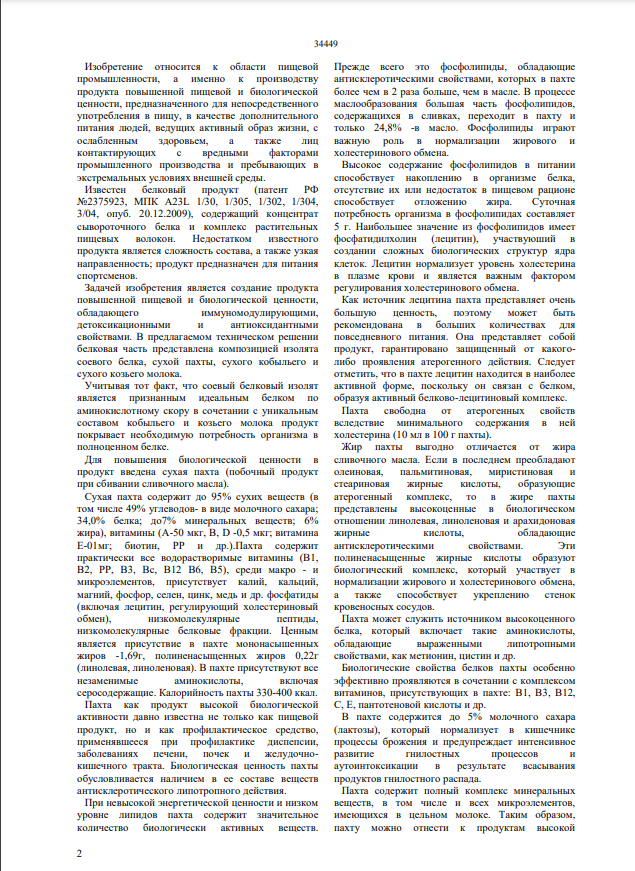 34449
Изобретение относится к области пищевой
промышленности, а именно к производству
продукта повышенной пищевой и биологической
ценности, предназначенного для непосредственного
употребления в пищу, в качестве дополнительного
питания людей, ведущих активный образ жизни, с
ослабленным здоровьем, а также лиц
контактирующих с вредными факторами
промышленного производства и пребывающих в
экстремальных условиях внешней среды.
Известен белковый продукт (патент РФ
№2375923, МПК A23L 1/30, 1/305, 1/302, 1/304,
3/04, опуб. 20.12.2009), содержащий концентрат
сывороточного белка и комплекс растительных
пищевых волокон. Недостатком известного
продукта является сложность состава, а также узкая
направленность; продукт предназначен для питания
спортсменов.
Задачей изобретения является создание продукта
повышенной пищевой и биологической ценности,
обладающего иммуномодулирующими,
детоксикационными и антиоксидантными
свойствами. В предлагаемом техническом решении
белковая часть представлена композицией изолята
соевого белка, сухой пахты, сухого кобыльего и
сухого козьего молока.
Учитывая тот факт, что соевый белковый изолят
является признанным идеальным белком по
аминокислотному скору в сочетании с уникальным
составом кобыльего и козьего молока продукт
покрывает необходимую потребность организма в
полноценном белке.
Для повышения биологической ценности в
продукт введена сухая пахта (побочный продукт
при сбивании сливочного масла).
Сухая пахта содержит до 95% сухих веществ (в
том числе 49% углеводов- в виде молочного сахара;
34,0% белка; до7% минеральных веществ; 6%
жира), витамины (А-50 мкг, В, D -0,5 мкг; витамина
Е-01мг; биотин, РР и др.).Пахта содержит
практически все водорастворимые витамины (В1,
В2, РР, В3, Вс, В12 В6, В5), среди макро - и
микроэлементов, присутствует калий, кальций,
магний, фосфор, селен, цинк, медь и др. фосфатиды
(включая лецитин, регулирующий холестериновый
обмен), низкомолекулярные пептиды,
низкомолекулярные белковые фракции. Ценным
является присутствие в пахте мононасышенных
жиров -1,69г, полиненасыщенных жиров 0,22г
(линолевая, линоленовая). В пахте присутствуют все
незаменимые аминокислоты, включая
серосодержащие. Калорийность пахты 330-400 ккал.
Пахта как продукт высокой биологической
активности давно известна не только как пищевой
продукт, но и как профилактическое средство,
применявшееся при профилактике диспепсии,
заболеваниях печени, почек и желудочно-
кишечного тракта. Биологическая ценность пахты
обусловливается наличием в ее составе веществ
антисклеротического липотропного действия.
При невысокой энергетической ценности и низком
уровне липидов пахта содержит значительное
количество биологически активных веществ.
Прежде всего это фосфолипиды, обладающие
антисклеротическими свойствами, которых в пахте
более чем в 2 раза больше, чем в масле. В процессе
маслообразования большая часть фосфолипидов,
содержащихся в сливках, переходит в пахту и
только 24,8% -в масло. Фосфолипиды играют
важную роль в нормализации жирового и
холестеринового обмена.
Высокое содержание фосфолипидов в питании
способствует накоплению в организме белка,
отсутствие их или недостаток в пищевом рационе
способствует отложению жира. Суточная
потребность организма в фосфолипидах составляет
5 г. Наибольшее значение из фосфолипидов имеет
фосфатидилхолин (лецитин), участвующий в
создании сложных биологических структур ядра
клеток. Лецитин нормализует уровень холестерина
в плазме крови и является важным фактором
регулирования холестеринового обмена.
Как источник лецитина пахта представляет очень
большую ценность, поэтому может быть
рекомендована в больших количествах для
повседневного питания. Она представляет собой
продукт, гарантировано защищенный от какого-
либо проявления атерогенного действия. Следует
отметить, что в пахте лецитин находится в наиболее
активной форме, поскольку он связан с белком,
образуя активный белково-лецитиновый комплекс.
Пахта свободна от атерогенных свойств
вследствие минимального содержания в ней
холестерина (10 мл в 100 г пахты).
Жир пахты выгодно отличается от жира
сливочного масла. Если в последнем преобладают
олеиновая, пальмитиновая, миристиновая и
стеариновая жирные кислоты, образующие
атерогенный комплекс, то в жире пахты
представлены высокоценные в биологическом
отношении линолевая, линоленовая и арахидоновая
жирные кислоты, обладающие
антисклеротическими свойствами. Эти
полиненасыщенные жирные кислоты образуют
биологический комплекс, который участвует в
нормализации жирового и холестеринового обмена,
а также способствует укреплению стенок
кровеносных сосудов.
Пахта может служить источником высокоценного
белка, который включает такие аминокислоты,
обладающие выраженными липотропными
свойствами, как метионин, цистин и др.
Биологические свойства белков пахты особенно
эффективно проявляются в сочетании с комплексом
витаминов, присутствующих в пахте: В1, В3, В12,
С, Е, пантотеновой кислоты и др.
В пахте содержится до 5% молочного сахара
(лактозы), который нормализует в кишечнике
процессы брожения и предупреждает интенсивное
развитие гнилостных процессов и
аутоинтоксикации в результате всасывания
продуктов гнилостного распада.
Пахта содержит полный комплекс минеральных
веществ, в том числе и всех микроэлементов,
имеющихся в цельном молоке. Таким образом,
пахту можно отнести к продуктам высокой
2